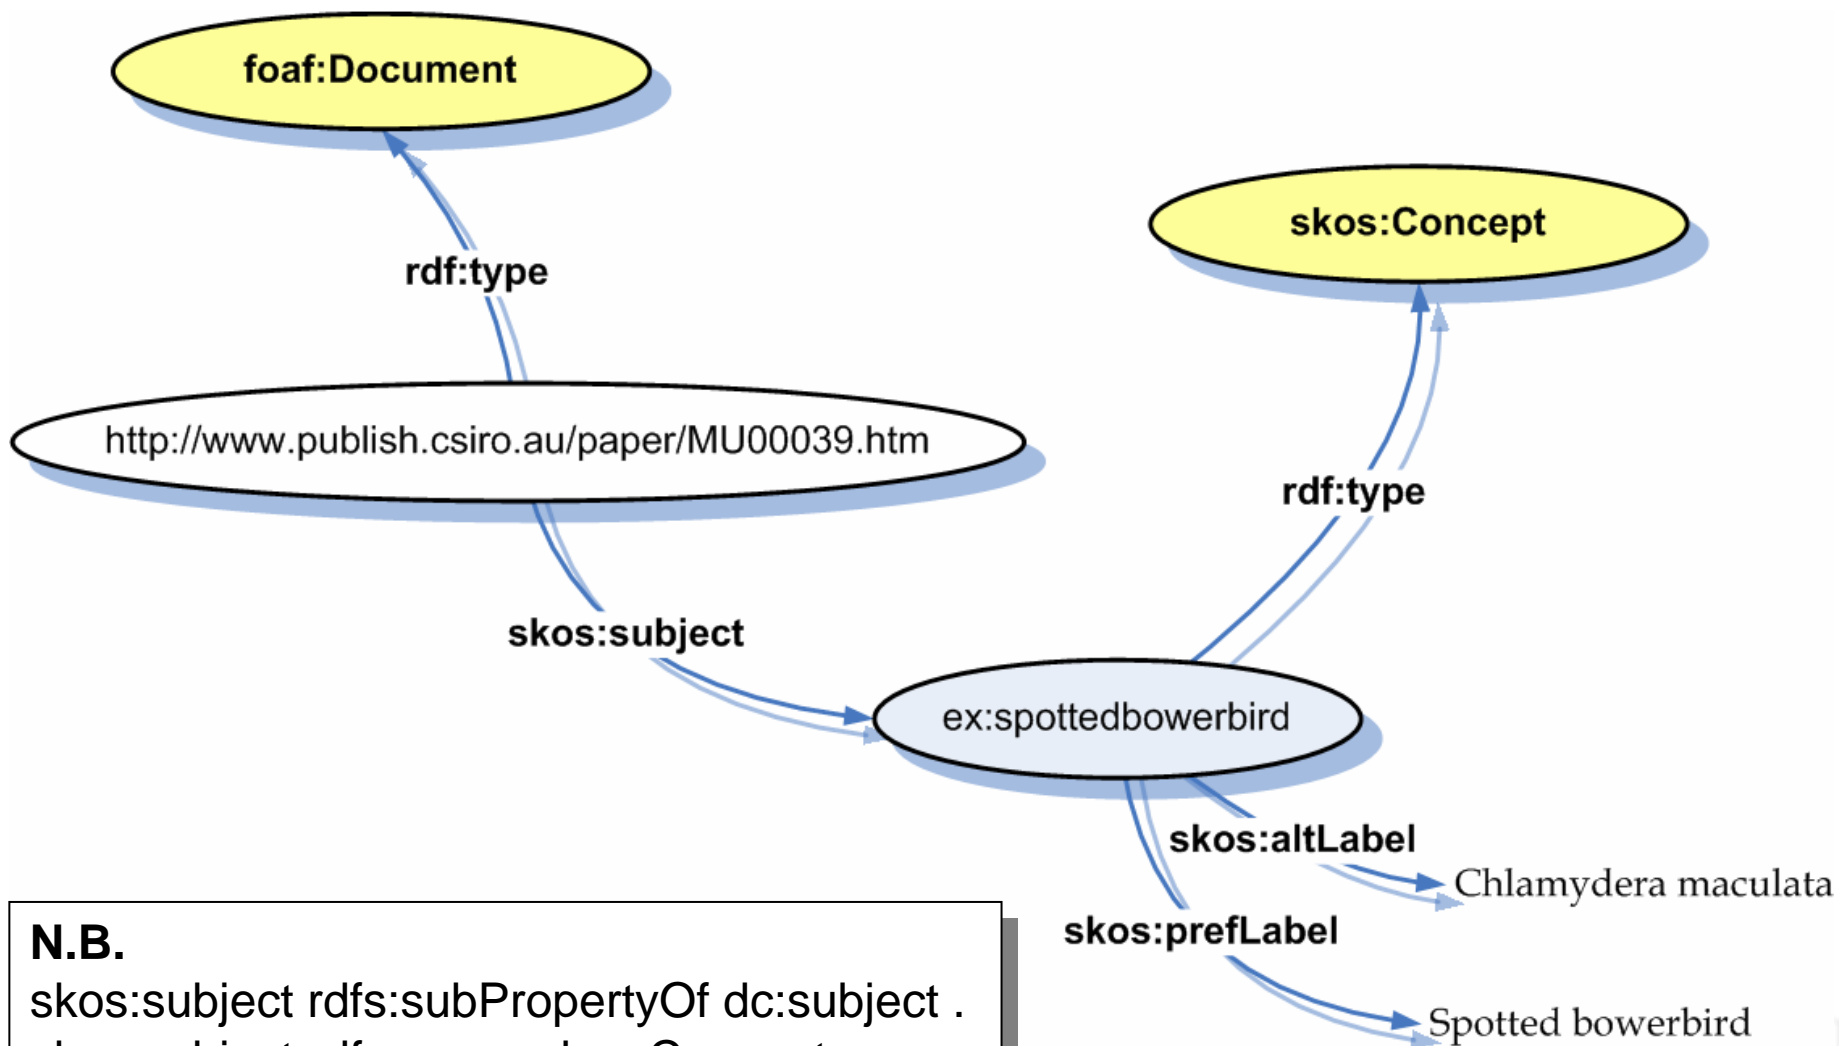 foaf:Document
skos:Concept
rdf:type
http://www.publish.csiro.au/paper/MU00039.htm
rdf:type
skos:subject
ex:spottedbowerbird
skos:altLabel
Chlamydera maculata
skos:prefLabel
Spotted bowerbird
N.B.
skos:subject rdfs:subPropertyOf dc:subject .